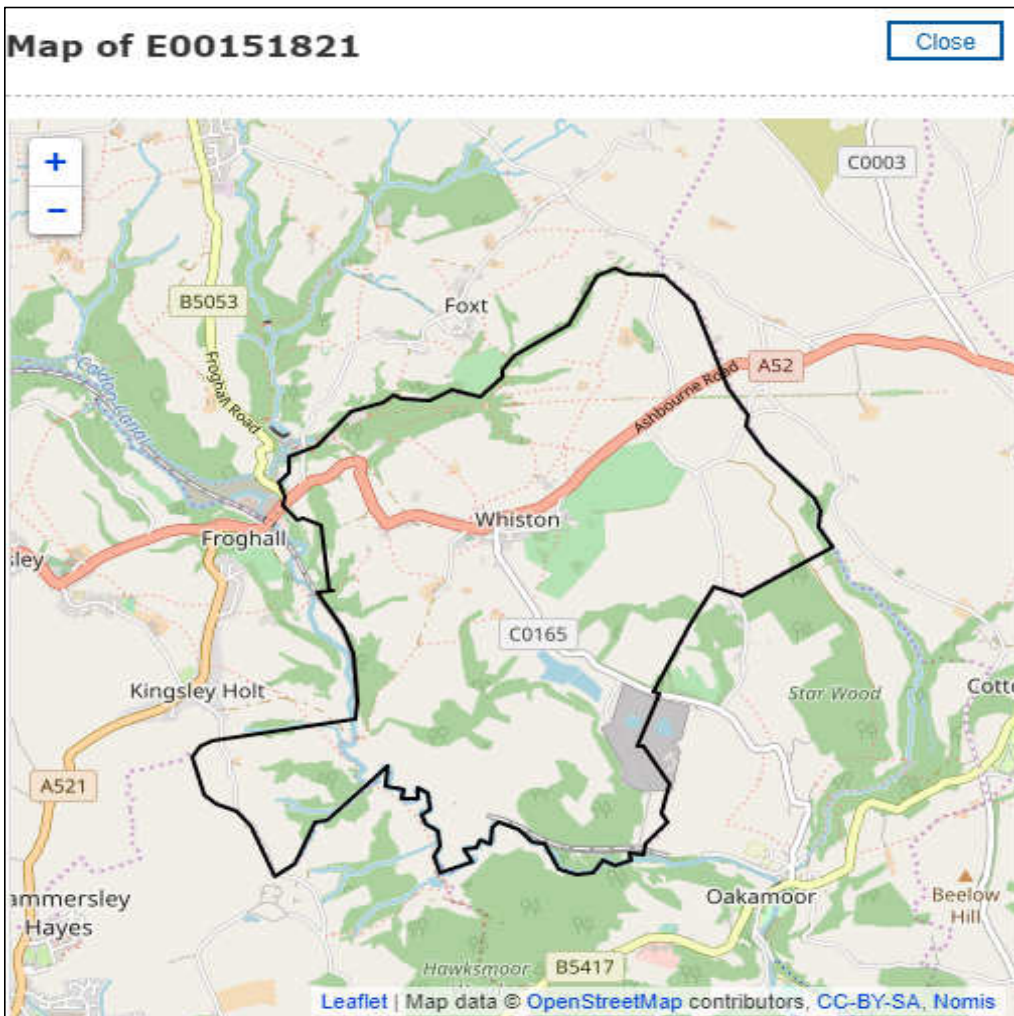 Map of E00151821
Close
+
−
C0003
B5053
Foxt
Froghall Road
Caldon Canal
A52
Ashbourne Road
Whiston
Froghall
sley
C0165
Kingsley Holt
Star Wood
Cotto
A521
ammersley
Hayes
Oakamoor
Beelow
Hill
Hawksmoor
B5417
Leaflet | Map data © OpenStreetMap contributors, CC-BY-SA, Nomis